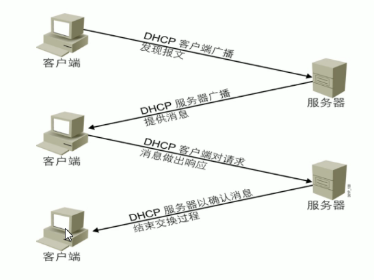 DHCP 客户端广播
发现报文
客户端
服务器
DHCP 服务器广播
提供消息
客户端
DHCP 客户端对请求
消息做出响应
服务器
DHCP 服务器以确认消息
结束交换过程
客户端